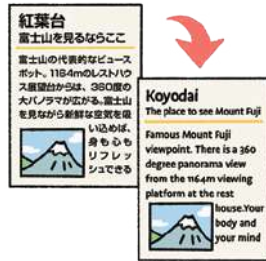 紅葉台
富士山を見るならここ
富士山の代表的なビュース
ポット。1164mのレストハウ
ス展望台からは、360度の
大パノラマが広がる。富士山
を見ながら新鮮な空気を吸
い込めば、
身も心も
リフレッ
シュできる
Koyodai
The place to see Mount Fuji
Famous Mount Fuji
viewpoint. There is a 360
degree panorama view
from the 1164m viewing
platform at the rest
house.Your
body and
your mind